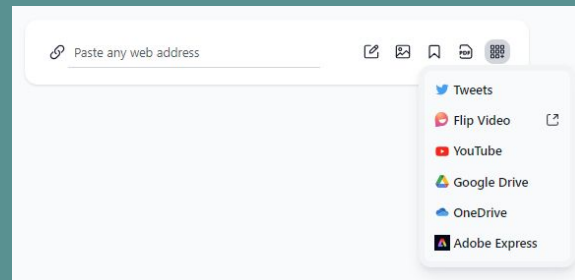 Paste any web address
PDF
Tweets
Flip Video
YouTube
Google Drive
OneDrive
Adobe Express